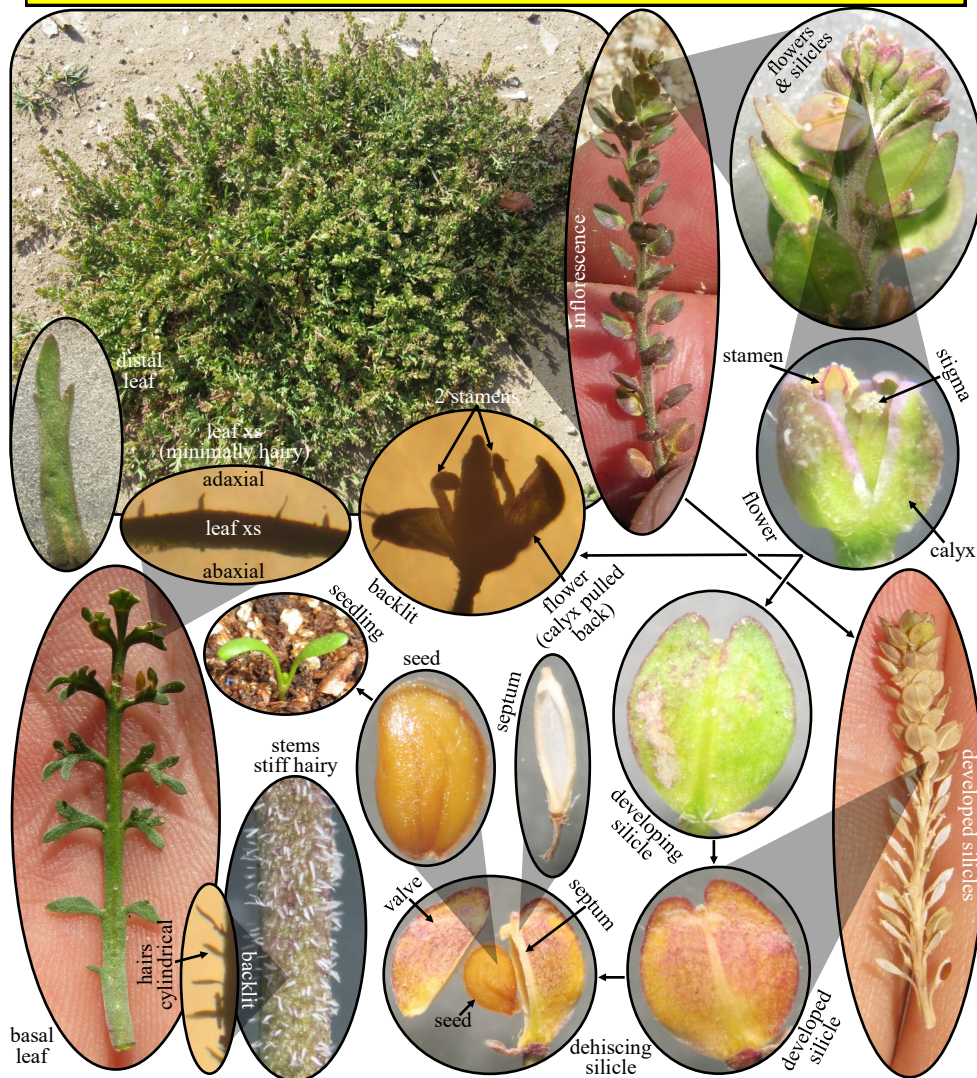 flowers
& silicles
inflorescence
distal
leaf
stamen
stigma
2 stamens
leaf xs
(minimally hairy)
adaxial
leaf xs
abaxial
flower
calyx
backlit
flower
(calyx pulled
back)
seedling
seed
septum
stems
stiff hairy
developing
silicle
developed silicles
valve
septum
hairs
cylindrical
backlit
seed
basal
leaf
dehiscing
silicle
developed
silicle